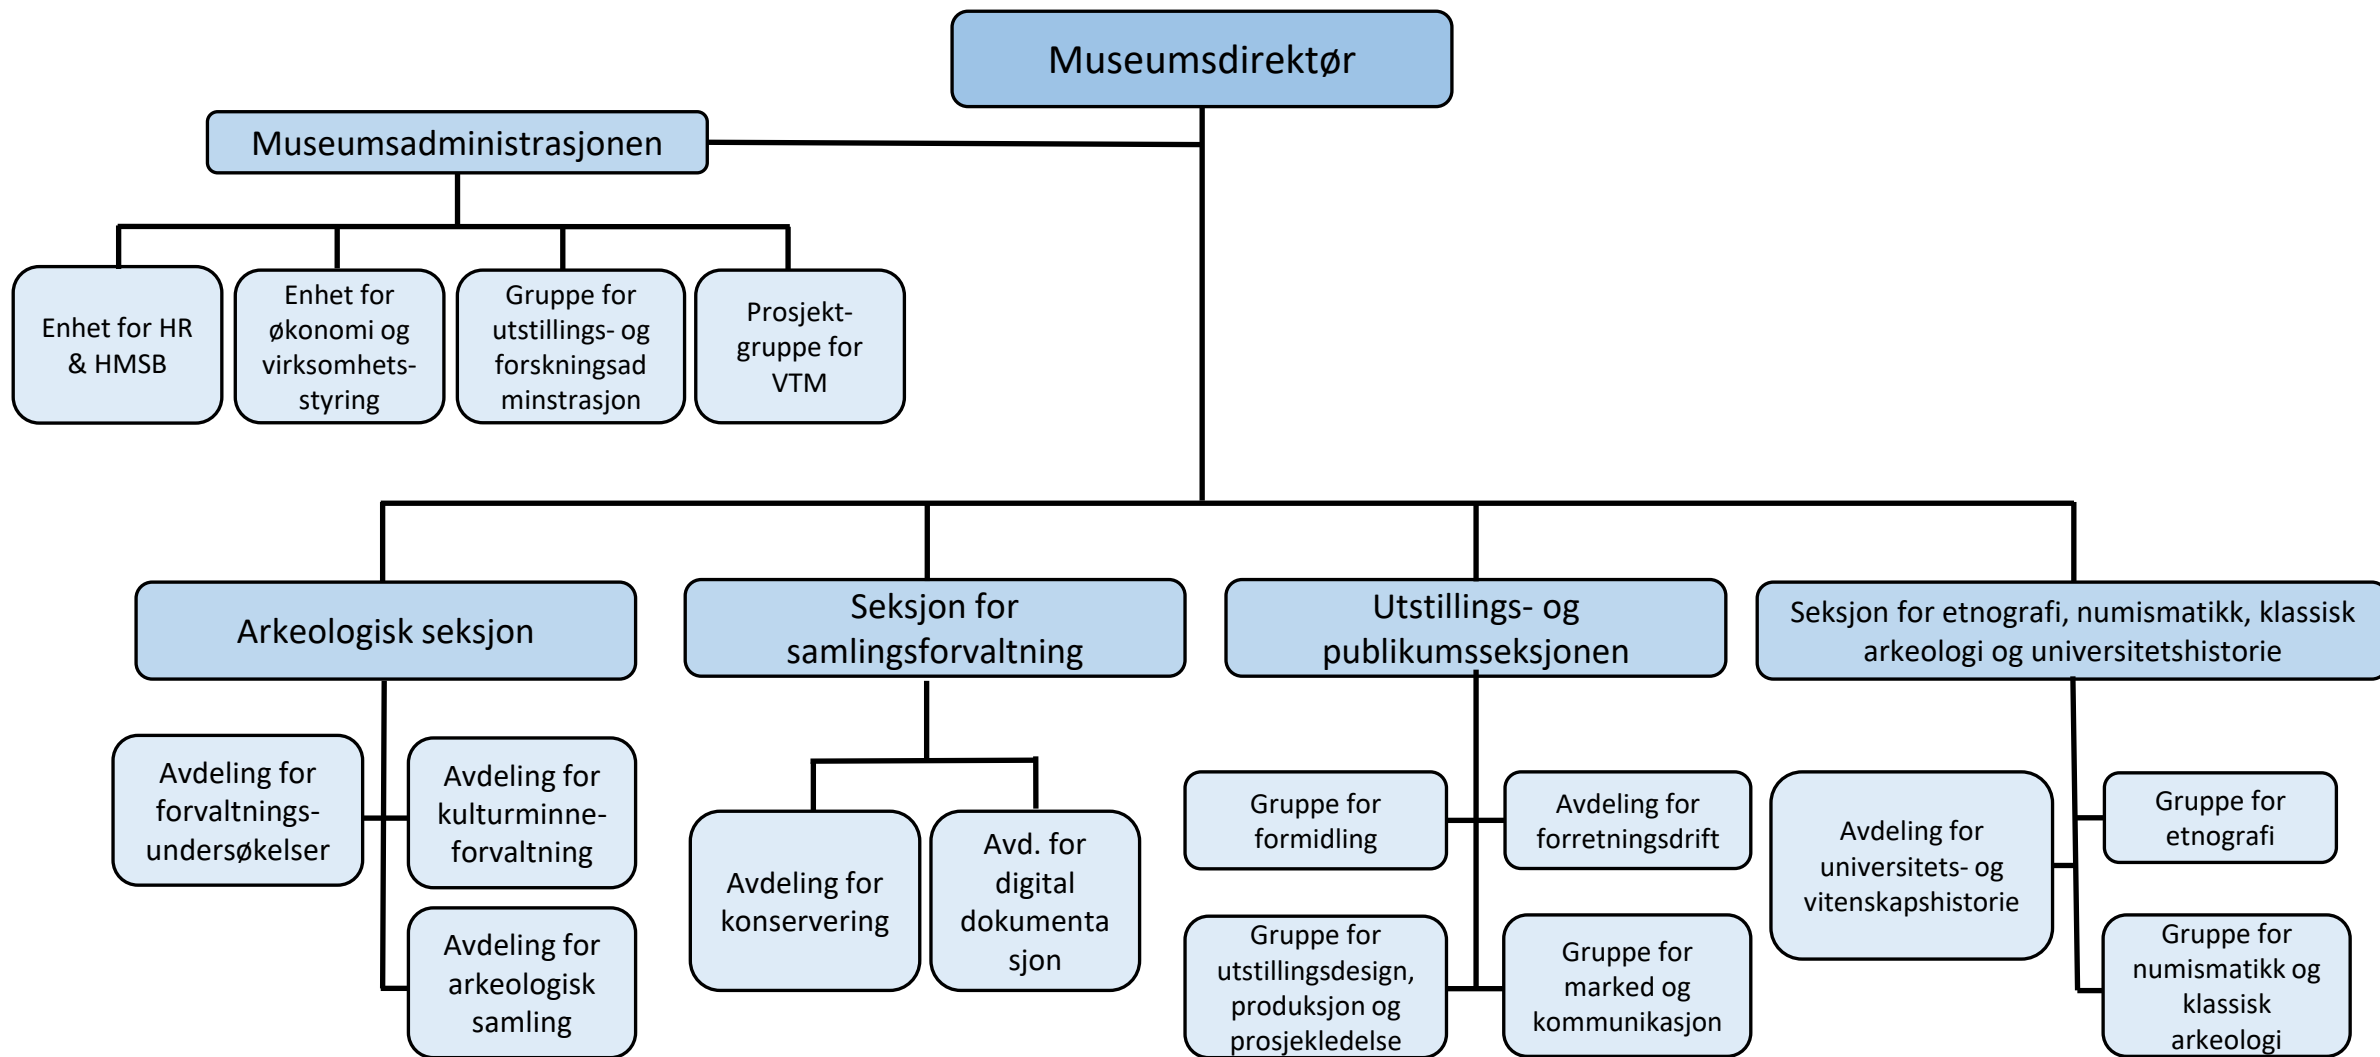 Museumsdirektør
Museumsadministrasjonen
Enhet for HR
& HMSB
Enhet for
økonomi og
virksomhets-
styring
Gruppe for
utstillings- og
forskningsad
minstrasjon
Prosjekt-
gruppe for
VTM
Arkeologisk seksjon
Seksjon for
samlingsforvaltning
Utstillings- og
publikumsseksjonen
Seksjon for etnografi, numismatikk, klassisk
arkeologi og universitetshistorie
Avdeling for
forvaltnings-
undersøkelser
Avdeling for
kulturminne-
forvaltning
Avdeling for
arkeologisk
samling
Avdeling for
konservering
Avd. for
digital
dokumenta
sjon
Gruppe for
formidling
Avdeling for
forretningsdrift
Gruppe for
utstillingsdesign,
produksjon og
prosjekledelse
Gruppe for
marked og
kommunikasjon
Avdeling for
universitets- og
vitenskapshistorie
Gruppe for
etnografi
Gruppe for
numismatikk og
klassisk
arkeologi